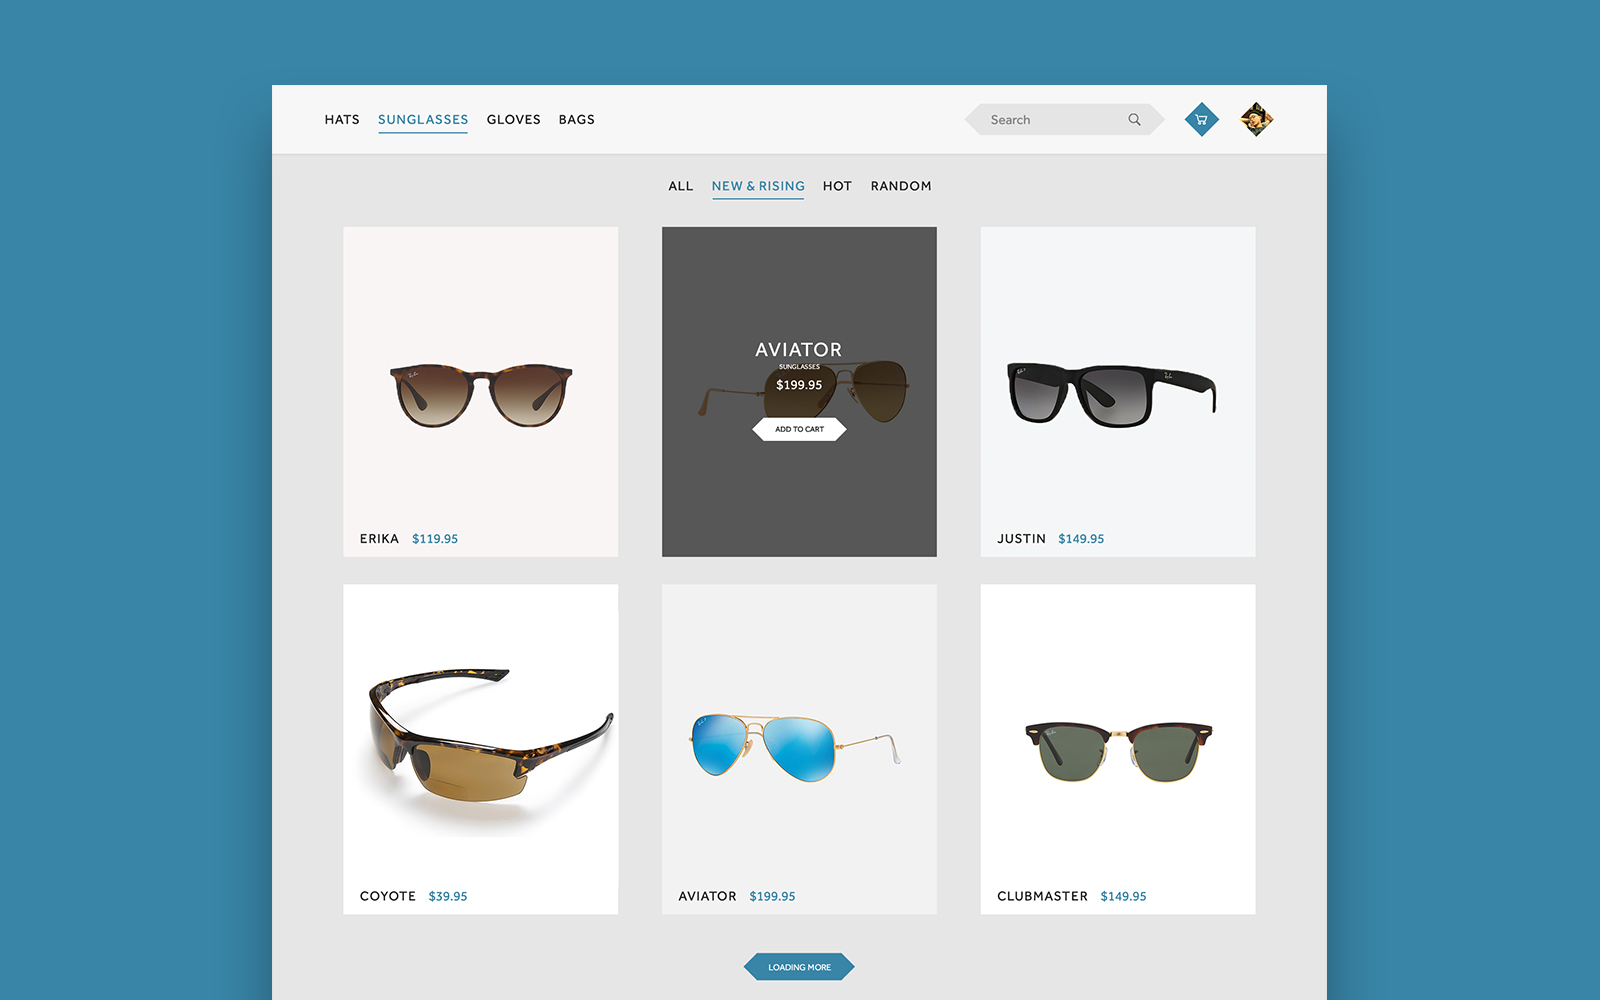 HATS SUNGLASSES GLOVES BAGS Search
ALL NEW & RISING HOT RANDOM
AVIATOR
SUNGLASSES
$199.95
ADD TO CART
ERIKA $119.95
JUSTIN $149.95
COYOTE $39.95
AVIATOR $199.95
CLUBMASTER $149.95
LOADING MORE